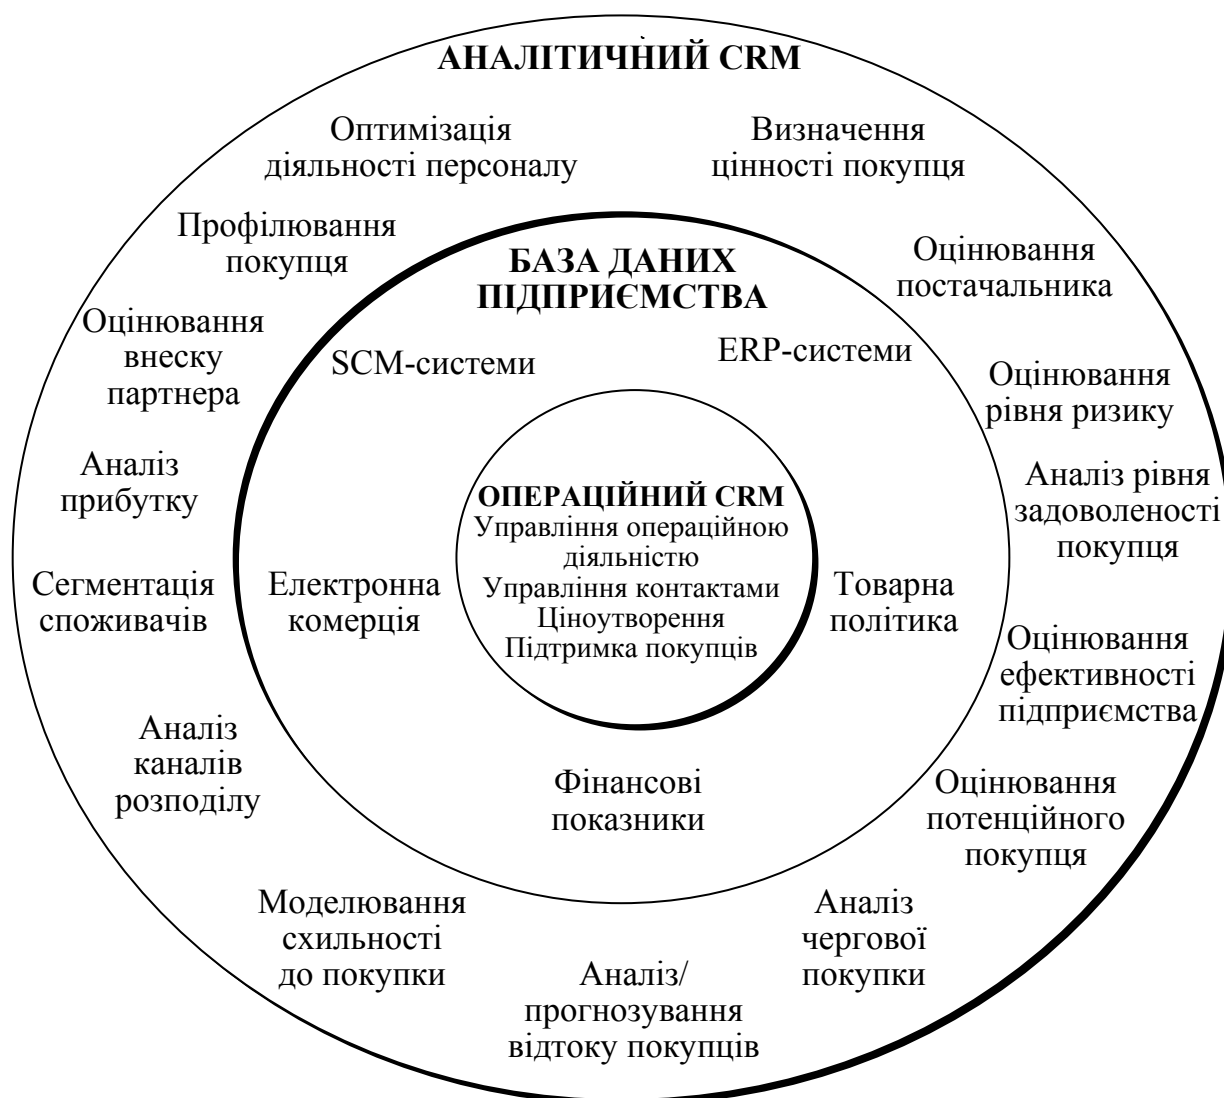 АНАЛІТИЧНИЙ CRM
Оптимізація
діяльності персоналу
Визначення
цінності покупця
Профілювання
покупця
Оцінювання
постачальника
Оцінювання
внеску
партнера
Оцінювання
рівня ризику
Аналіз
прибутку
Аналіз рівня
задоволеності
покупця
Сегментація
споживачів
Оцінювання
ефективності
підприємства
Аналіз
каналів
розподілу
Оцінювання
потенційного
покупця
Моделювання
схильності
до покупки
Аналіз/
прогнозування
відтоку покупців
Аналіз
чергової
покупки
БАЗА ДАНИХ
ПІДПРИЄМСТВА
SCM-системи
ERP-системи
Електронна
комерція
Товарна
політика
Фінансові
показники
ОПЕРАЦІЙНИЙ CRM
Управління операційною
діяльністю
Управління контактами
Ціноутворення
Підтримка покупців